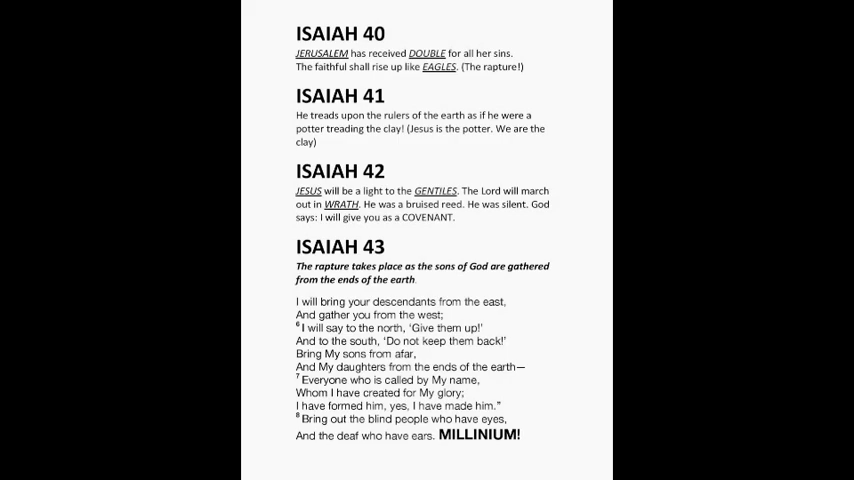 ISAIAH 40
JERUSALEM has received DOUBLE for all her sins.
The faithful shall rise up like EAGLES. (The rapture!)
ISAIAH 41
He treads upon the rulers of the earth as if he were a
potter treading the clay! (Jesus is the potter. We are the
clay)
ISAIAH 42
JESUS will be a light to the GENTILES. The Lord will march
out in WRATH. He was a bruised reed. He was silent. God
says: I will give you as a COVENANT.
ISAIAH 43
The rapture takes place as the sons of God are gathered
from the ends of the earth.
I will bring your descendants from the east,
And gather you from the west;
6 I will say to the north, ‘Give them up!’
And to the south, ‘Do not keep them back!’
Bring My sons from afar,
And My daughters from the ends of the earth—
7 Everyone who is called by My name,
Whom I have created for My glory;
I have formed him, yes, I have made him.”
8 Bring out the blind people who have eyes,
And the deaf who have ears. MILLINIUM!